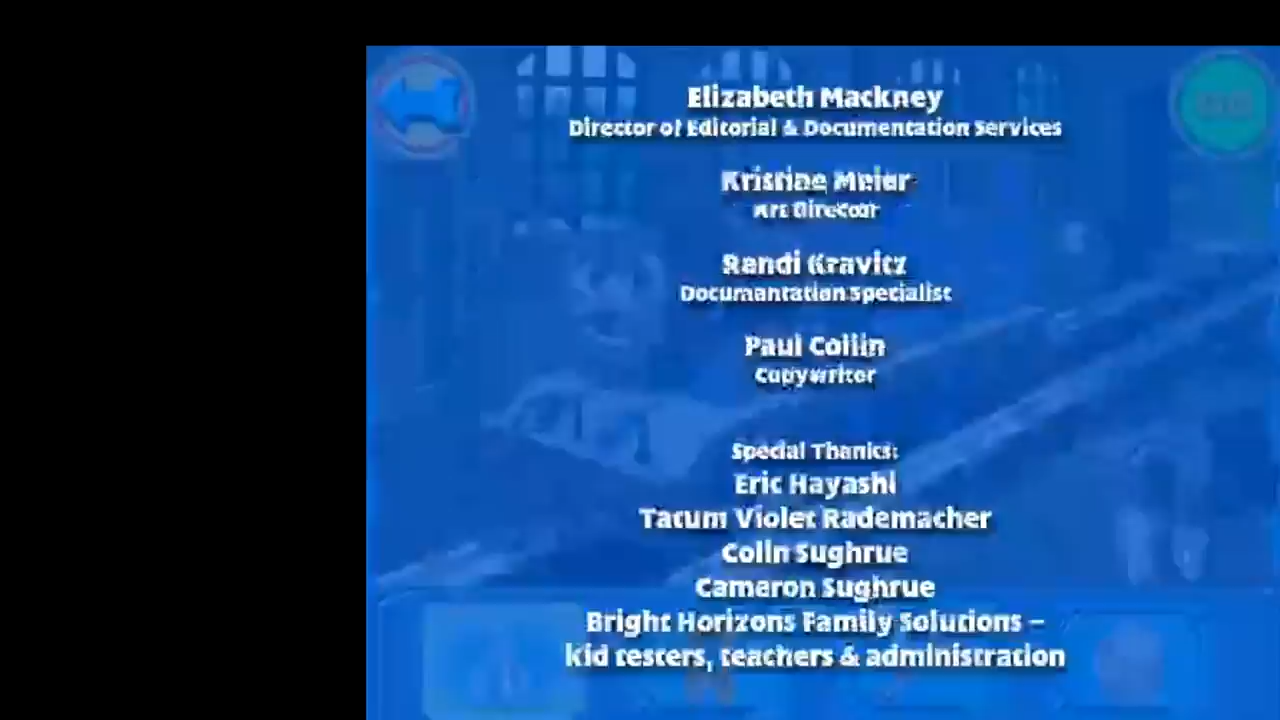 Elizabeth Mackney
Director of Editorial & Documentation Services
Kristine Meier
Art Director
Randi Kravitz
Documentation Specialist
Paul Collin
Copywriter
Special Thanks:
Eric Hayashi
Tatum Violet Rademacher
Colin Sughrue
Cameron Sughrue
Bright Horizons Family Solutions –
kid testers, teachers & administration